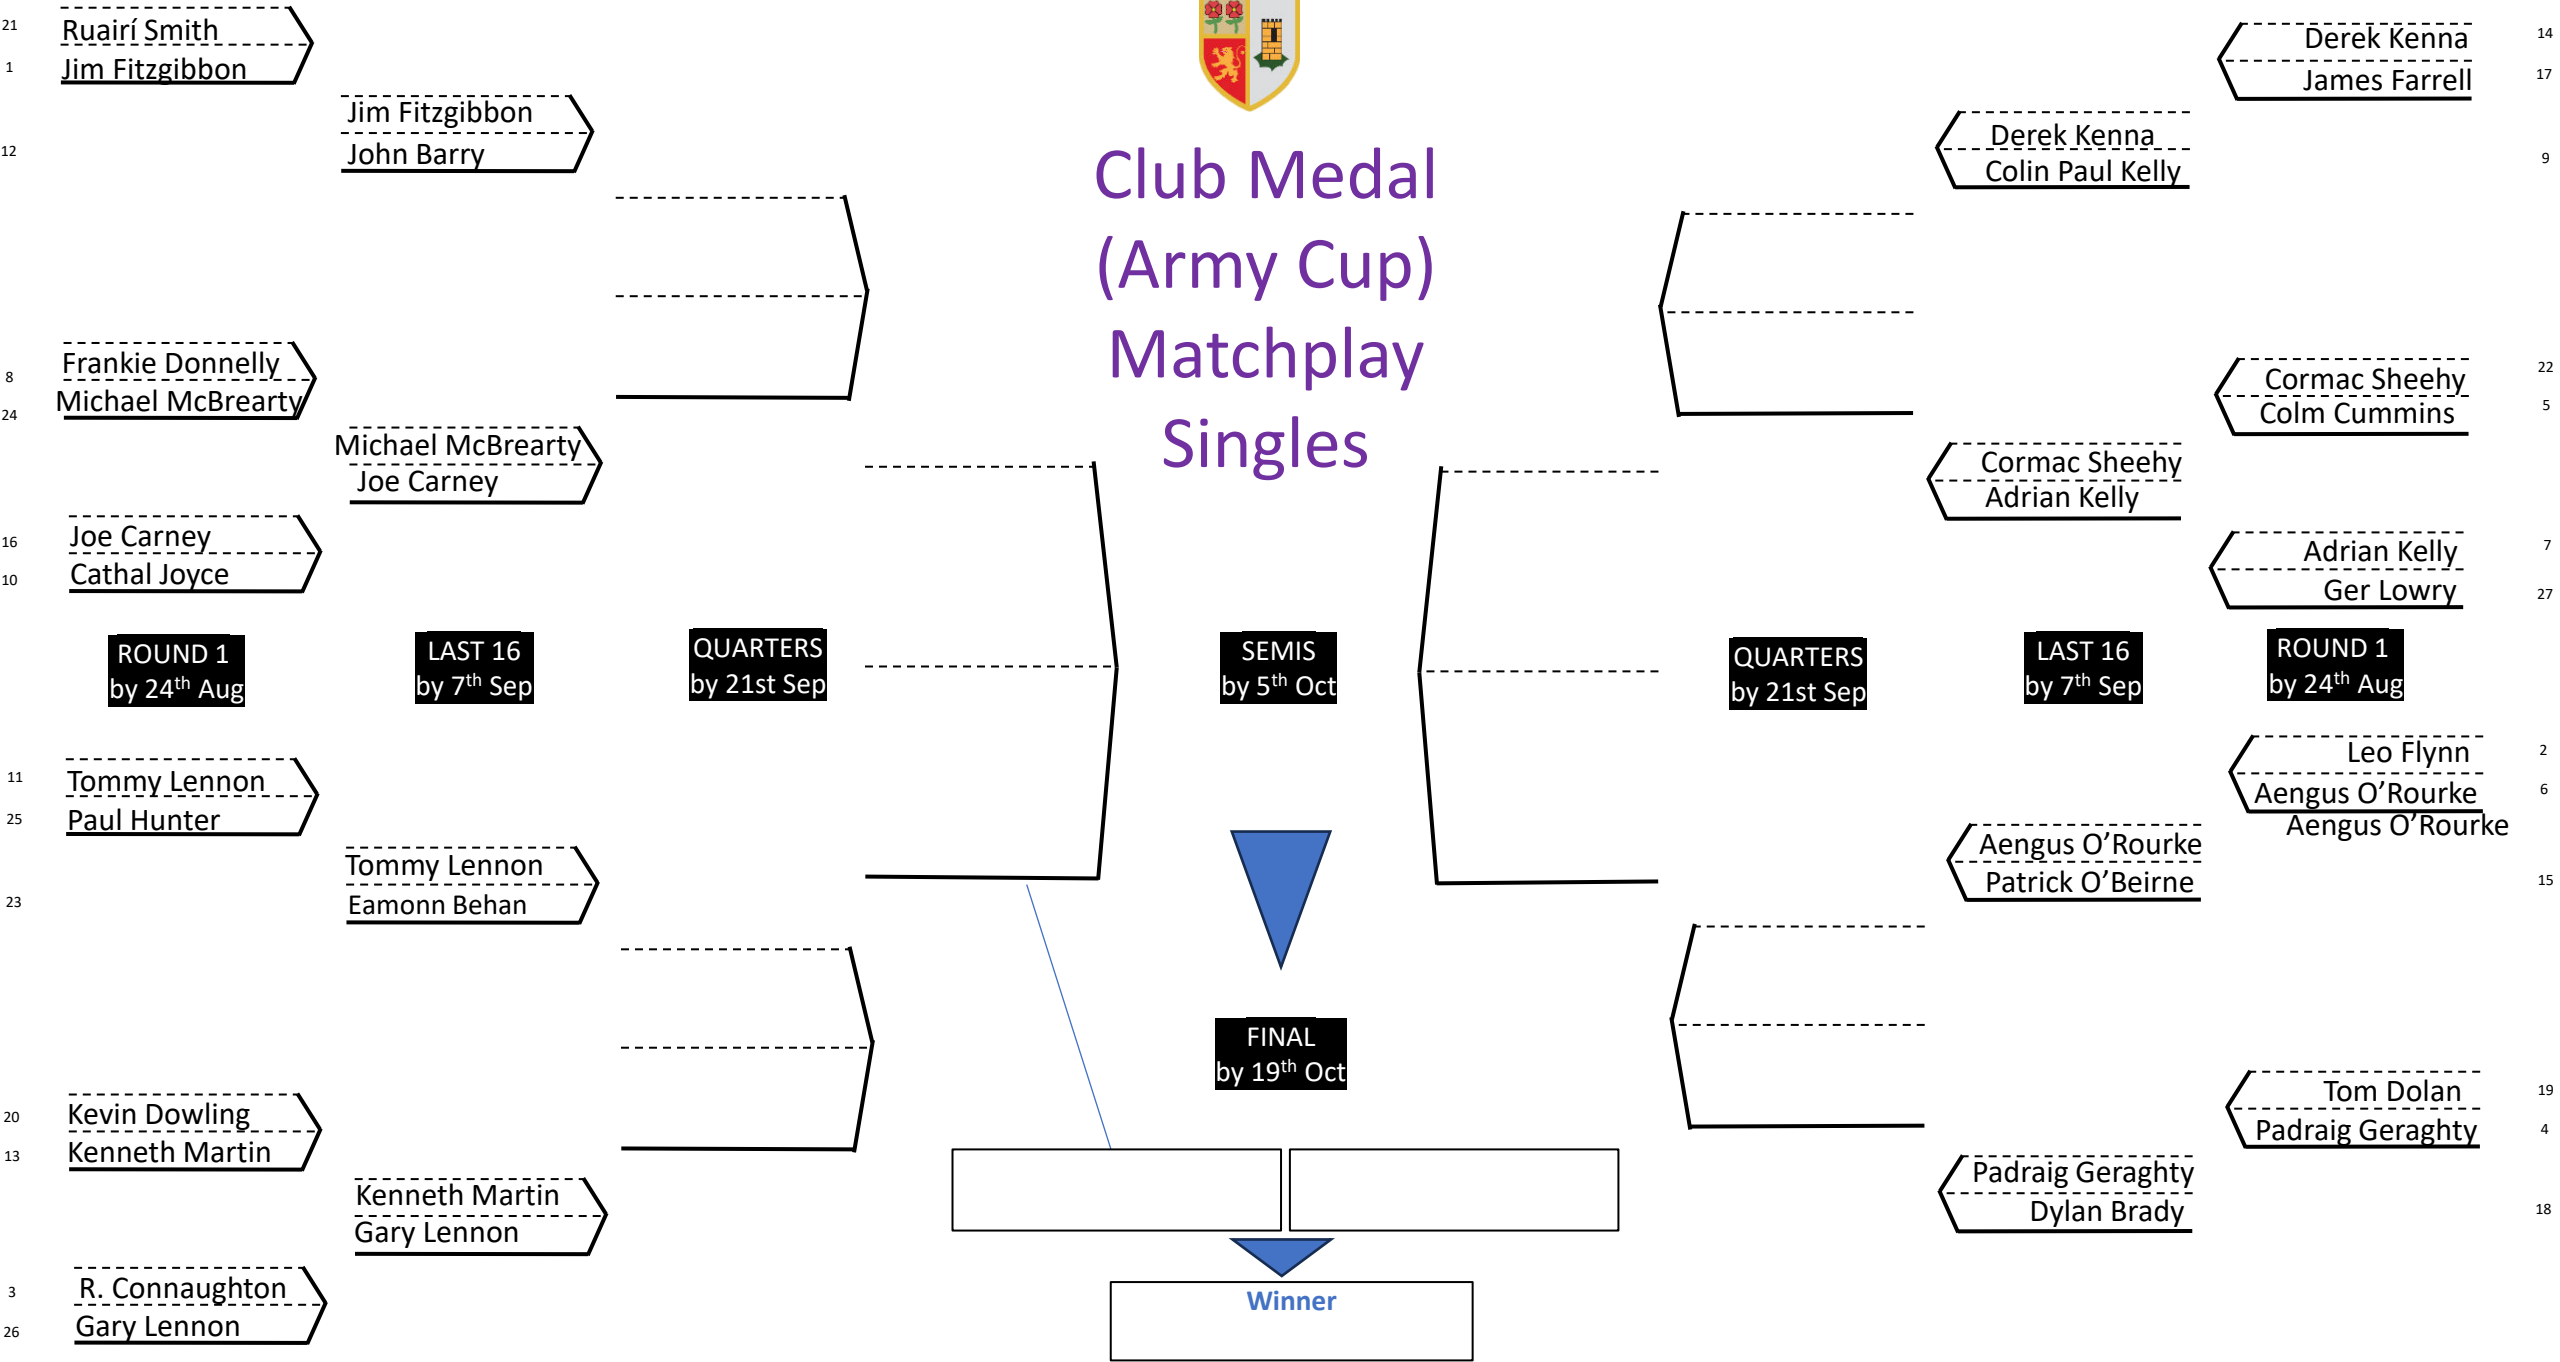 21
Ruairí Smith
1
Jim Fitzgibbon
12
Jim Fitzgibbon
John Barry
8
Frankie Donnelly
24
Michael McBrearty
Michael McBrearty
Joe Carney
16
Joe Carney
10
Cathal Joyce
ROUND 1
by 24th Aug
LAST 16
by 7th Sep
QUARTERS
by 21st Sep
11
Tommy Lennon
25
Paul Hunter
23
Tommy Lennon
Eamonn Behan
20
Kevin Dowling
13
Kenneth Martin
Kenneth Martin
Gary Lennon
3
R. Connaughton
26
Gary Lennon
Club Medal
(Army Cup)
Matchplay
Singles
SEMIS
by 5th Oct
FINAL
by 19th Oct
Winner
Derek Kenna
14
James Farrell
17
Derek Kenna
Colin Paul Kelly
9
Cormac Sheehy
22
Colm Cummins
5
Cormac Sheehy
Adrian Kelly
Adrian Kelly
7
Ger Lowry
27
QUARTERS
by 21st Sep
LAST 16
by 7th Sep
ROUND 1
by 24th Aug
Leo Flynn
2
Aengus O’Rourke
6
Aengus O’Rourke
Aengus O’Rourke
Patrick O’Beirne
15
Tom Dolan
19
Padraig Geraghty
4
Padraig Geraghty
Dylan Brady
18